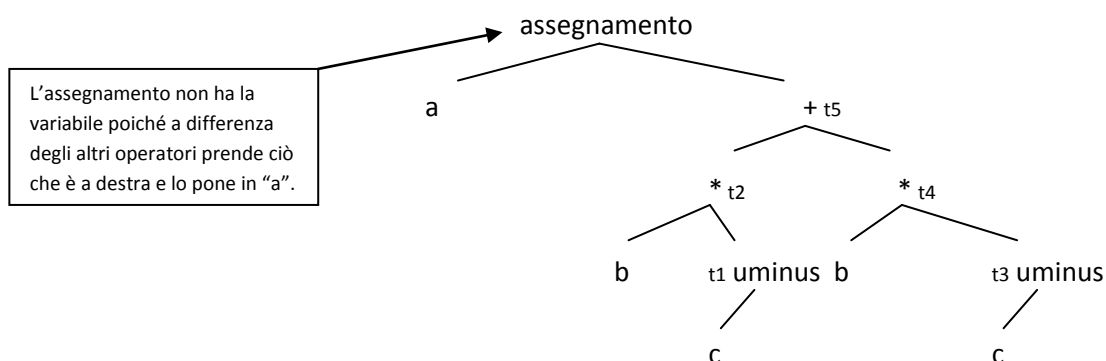 assegnamento
L’assegnamento non ha la
variabile poiché a differenza
degli altri operatori prende ciò
che è a destra e lo pone in “a”.
a
+ t5
* t2
* t4
b
t1 uminus
b
t3 uminus
c
c